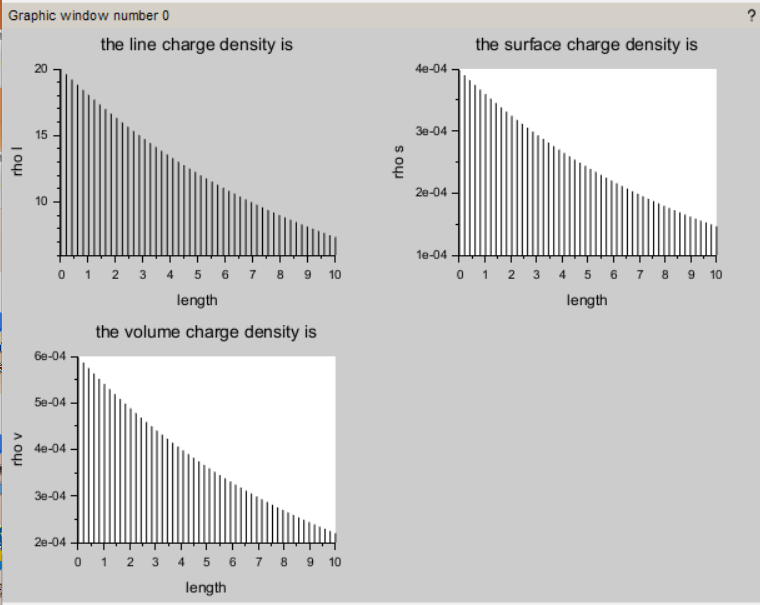 Graphic window number 0
?
the line charge density is
20
15
10
rho l
0 1 2 3 4 5 6 7 8 9 10
length
the surface charge density is
4e-04
3e-04
2e-04
1e-04
rho s
0 1 2 3 4 5 6 7 8 9 10
length
the volume charge density is
6e-04
5e-04
4e-04
3e-04
2e-04
rho v
0 1 2 3 4 5 6 7 8 9 10
length